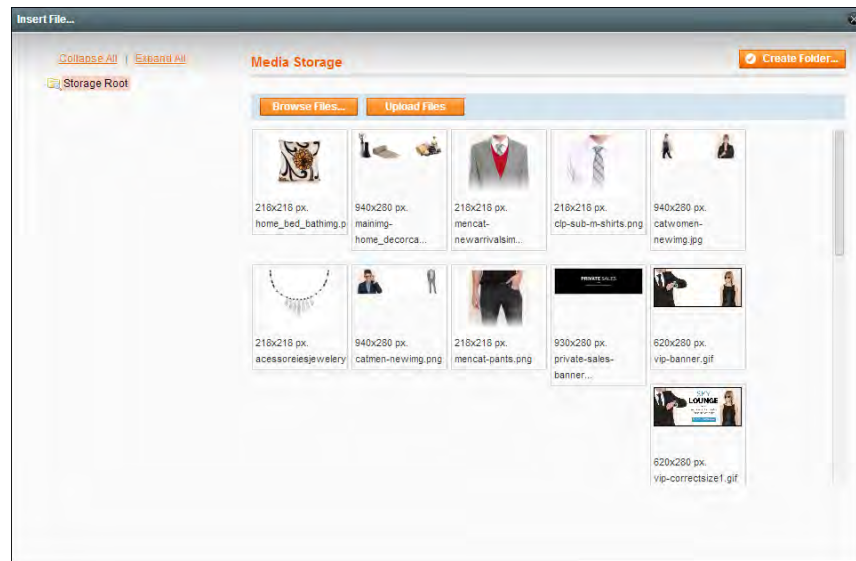 Insert File...
Collapse All | Expand All
Storage Root
Media Storage
Create Folder...
Browse Files...
Upload Files
218x218 px.
home_bed_bathimg.p
940x280 px.
mainimg-
home_decorca...
218x218 px.
mencat-
newarrivalsim...
218x218 px.
clp-sub-m-shirts.png
940x280 px.
catwomen-
newimg.jpg
218x218 px.
acessoreiesjewelery
940x280 px.
catmen-newimg.png
218x218 px.
mencat-pants.png
PRIVATE SALES
930x280 px.
private-sales-
banner...
620x280 px.
vip-banner.gif
SKY
LOUNGE
620x280 px.
vip-correctsize1.gif